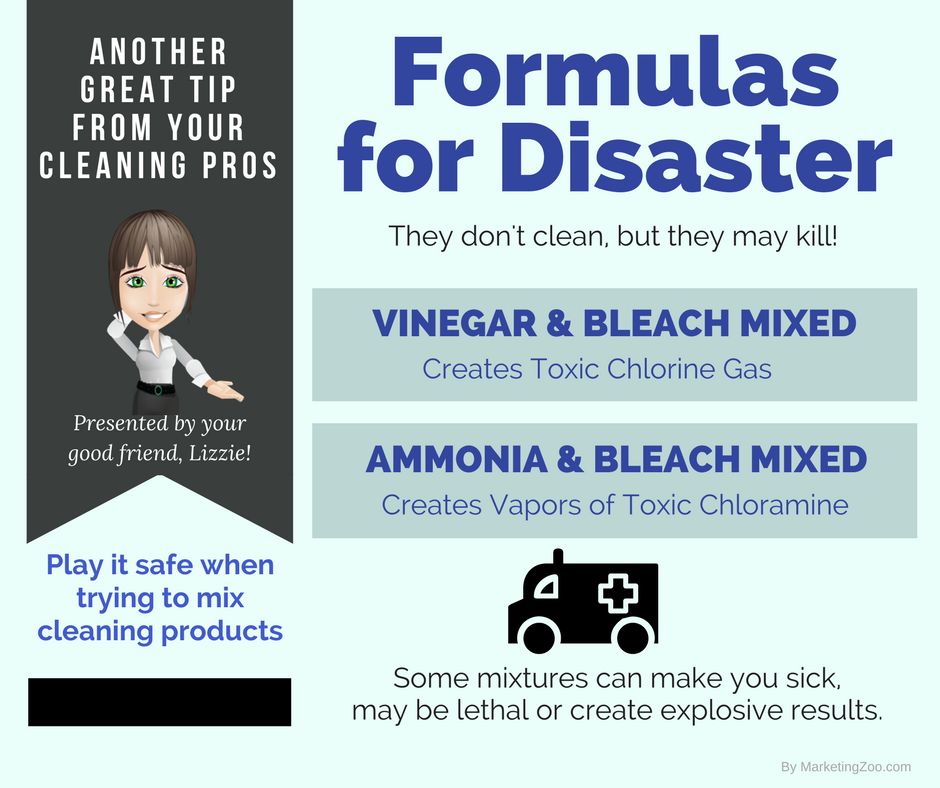 ANOTHER
GREAT TIP
FROM YOUR
CLEANING PROS
Presented by your
good friend, Lizzie!
Play it safe when
trying to mix
cleaning products
Formulas
for Disaster
They don't clean, but they may kill!
VINEGAR & BLEACH MIXED
Creates Toxic Chlorine Gas
AMMONIA & BLEACH MIXED
Creates Vapors of Toxic Chloramine
Some mixtures can make you sick,
may be lethal or create explosive results.
By MarketingZoo.com